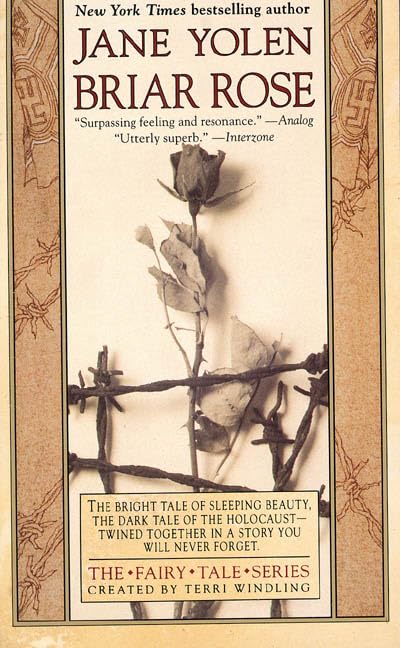 New York Times bestselling author
JANE YOLEN
BRIAR ROSE
“Surpassing feeling and resonance.” —Analog
“Utterly superb.” —Interzone
THE BRIGHT TALE OF SLEEPING BEAUTY,
THE DARK TALE OF THE HOLOCAUST—
TWINED TOGETHER IN A STORY YOU
WILL NEVER FORGET.
THE ♦ FAIRY ♦ TALE ♦ SERIES
CREATED BY TERRI WINDLING